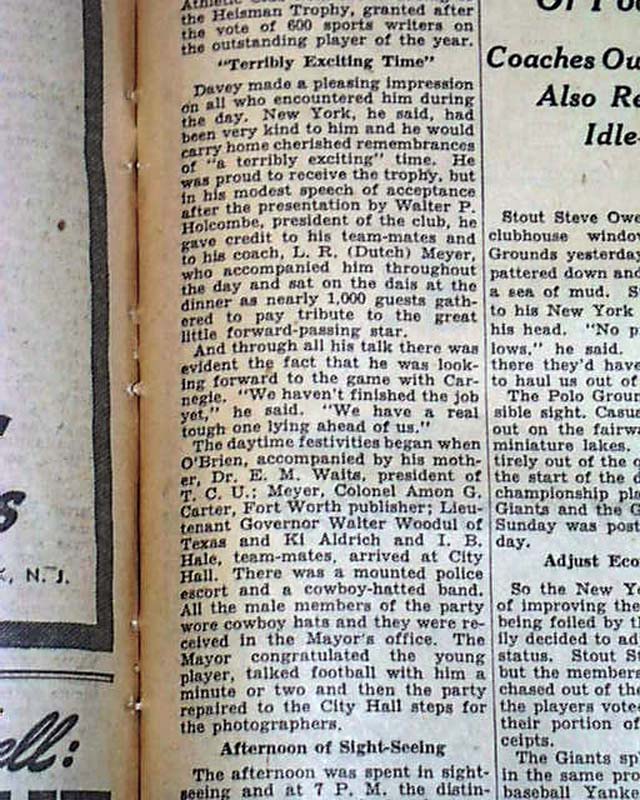 the Heisman Trophy, granted after
the vote of 600 sports writers on
the outstanding player of the year.
"Terribly Exciting Time"
Davey made a pleasing impression
on all who encountered him during
the day. New York, he said, had
been very kind to him and he would
carry home cherished remembrances
of "a terribly exciting" time. He
was proud to receive the trophy, but
in his modest speech of acceptance
after the presentation by Walter P.
Holcombe, president of the club, he
gave credit to his team-mates and
to his coach, L. R. (Dutch) Meyer,
who accompanied him throughout
the day and sat on the dais at the
dinner as nearly 1,000 guests gath-
ered to pay tribute to the great
little forward-passing star.
And through all his talk there was
evident the fact that he was look-
ing forward to the game with Car-
negie. "We haven't finished the job
yet," he said. "We have a real
tough one lying ahead of us."
The daytime festivities began when
O'Brien, accompanied by his moth-
er, Dr. E. M. Waits, president of
T. C. U.; Meyer, Colonel Amon G.
Carter, Fort Worth publisher; Lieu-
tenant Governor Walter Woodul of
Texas and Ki Aldrich and I. B.
Hale, team-mates, arrived at City
Hall. There was a mounted police
escort and a cowboy-hatted band.
All the male members of the party
wore cowboy hats and they were re-
ceived in the Mayor's office. The
Mayor congratulated the young
player, talked football with him a
minute or two and then the party
repaired to the City Hall steps for
the photographers.
Afternoon of Sight-Seeing
The afternoon was spent in sight-
seeing and at 7 P. M. the distin-
Coaches Ou
Also Re
Idle-
Stout Steve Owe
clubhouse window
Grounds yesterday
pattered down and
a sea of mud. S
to his New York
his head. "No p
lows," he said.
there they'd have
to haul us out of
The Polo Groun
sible sight. Casua
out on the fairwa
miniature lakes.
tirely out of the q
the start of the d
championship pla
Giants and the G
Sunday was post
day.
Adjust Eco
So the New Yo
of improving the
being foiled by th
ily decided to ad
status. Stout St
but the members
chased out of the
the players vote
their portion of
ceipts.
The Giants sp
in the same pro
baseball Yanke
N. J.
ell: